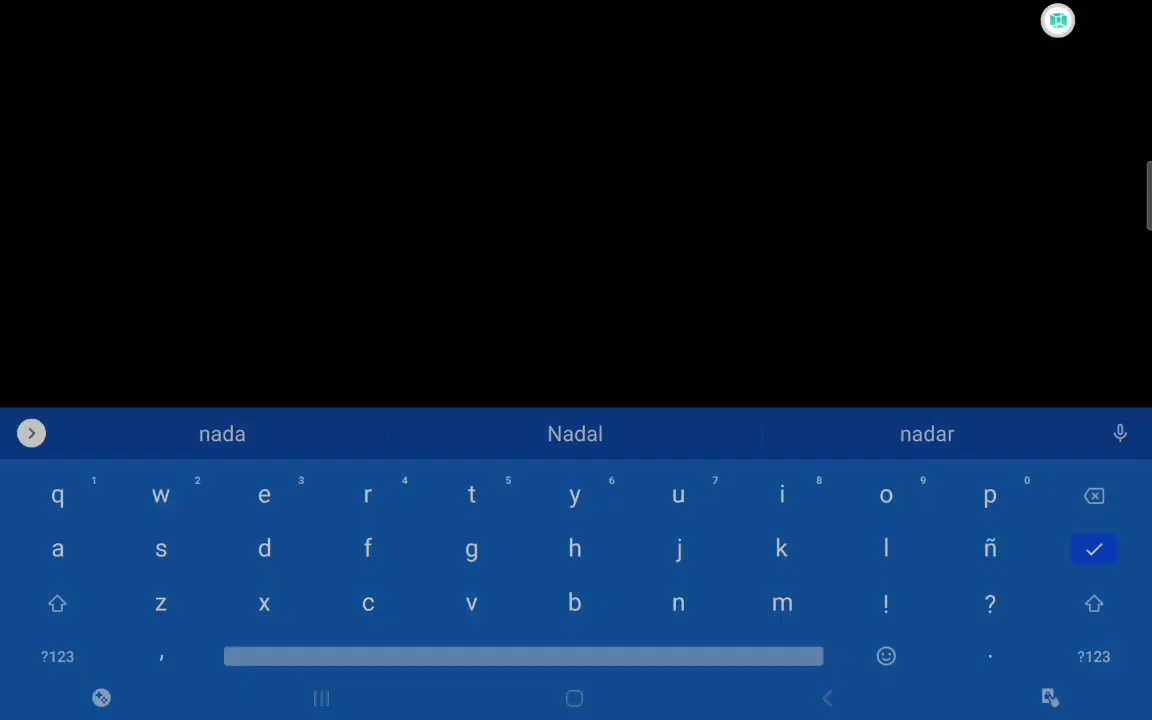 nada Nadal nadar
q 1 w 2 e 3 r 4 t 5 y 6 u 7 i 8 o 9 p 0
a s d f g h j k l ñ
z x c v b n m ! ?
?123 , . ?123